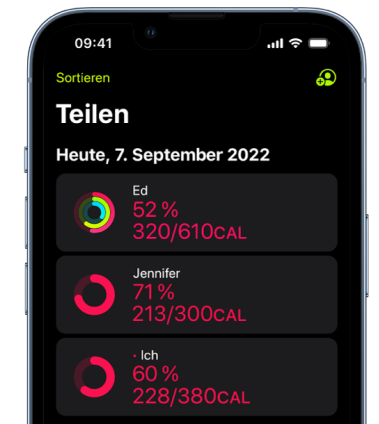 09:41
Sortieren
Teilen
Heute, 7. September 2022
Ed
52 %
320/610CAL
Jennifer
71 %
213/300CAL
· Ich
60 %
228/380CAL